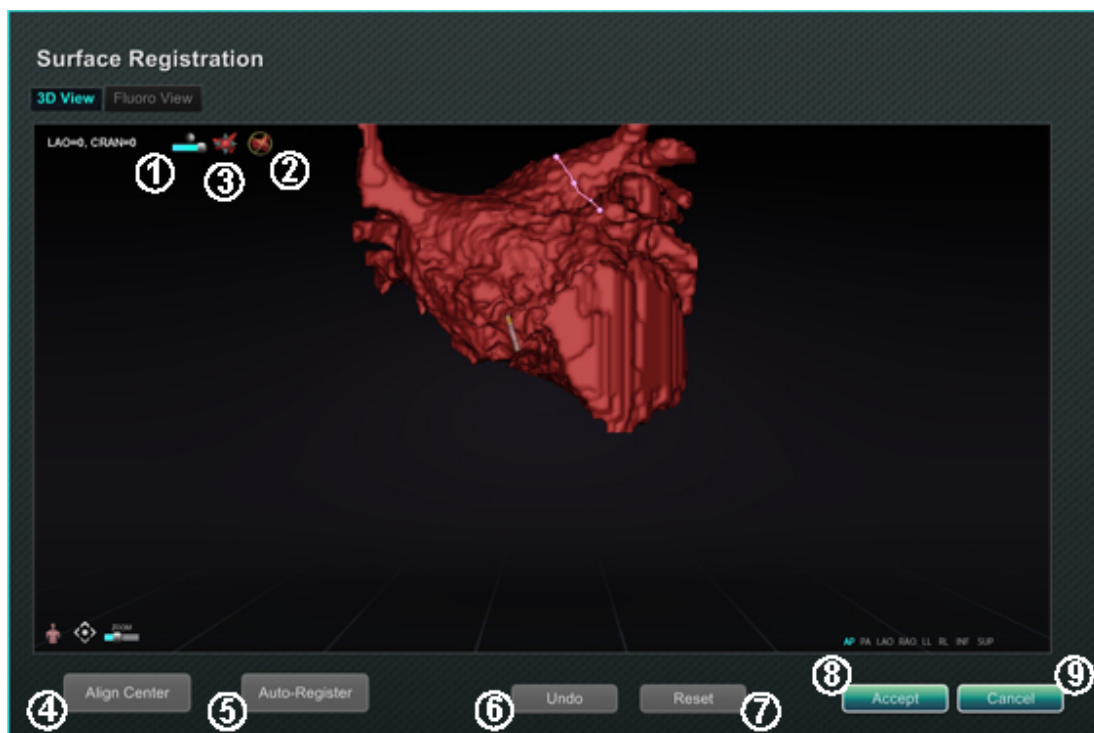 Surface Registration
3D View Fluoro View
LAO=0, CRAN=0
① ③ ②
ZOOM
AP PA LAO RAO LL RL INF SUP
④ Align Center ⑤ Auto-Register ⑥ Undo Reset ⑦ ⑧ Accept Cancel ⑨